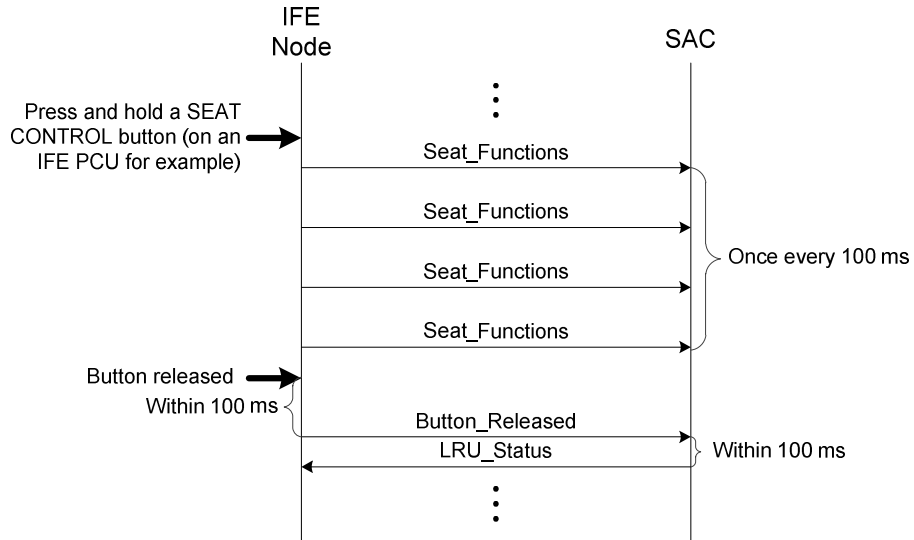 IFE
Node
SAC
Press and hold a SEAT
CONTROL button (on an
IFE PCU for example)
Seat_Functions
Seat_Functions
Once every 100 ms
Seat_Functions
Seat_Functions
Button released
Within 100 ms
Button_Released
LRU_Status
Within 100 ms